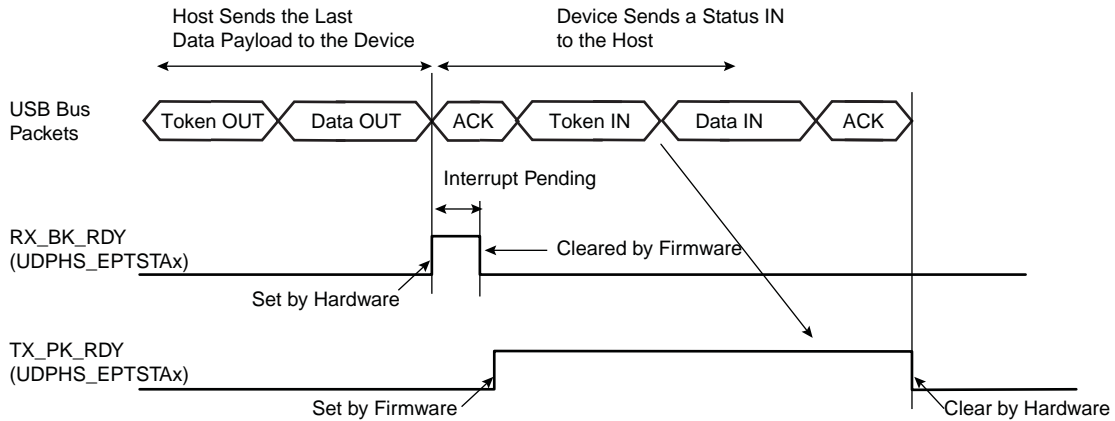 Host Sends the Last
Data Payload to the Device
Device Sends a Status IN
to the Host
USB Bus
Packets
Token OUT
Data OUT
ACK
Token IN
Data IN
ACK
Interrupt Pending
RX_BK_RDY
(UDPHS_EPTSTAx)
Cleared by Firmware
Set by Hardware
TX_PK_RDY
(UDPHS_EPTSTAx)
Set by Firmware
Clear by Hardware